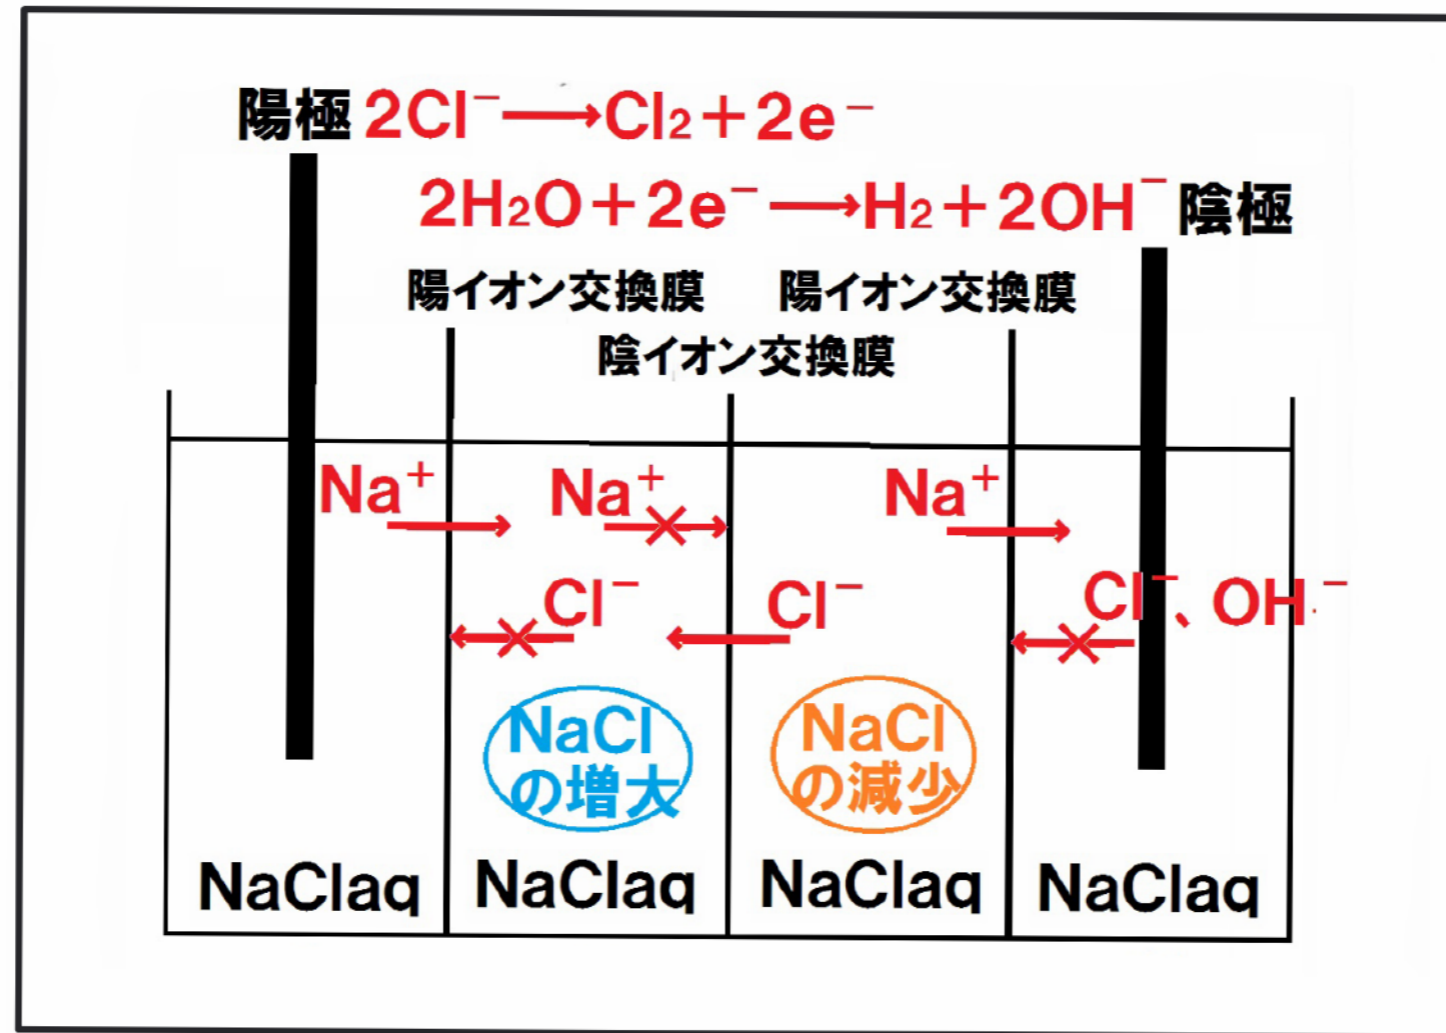 陽極 2Cl⁻⟶Cl₂+2e⁻
2H₂O+2e⁻⟶H₂+2OH⁻ 陰極
陽イオン交換膜 陽イオン交換膜
陰イオン交換膜
Na⁺ Na⁺ Na⁺
Cl⁻ Cl⁻ Cl⁻、OH⁻
NaCl
の増大
NaCl
の減少
NaClaq NaClaq NaClaq NaClaq